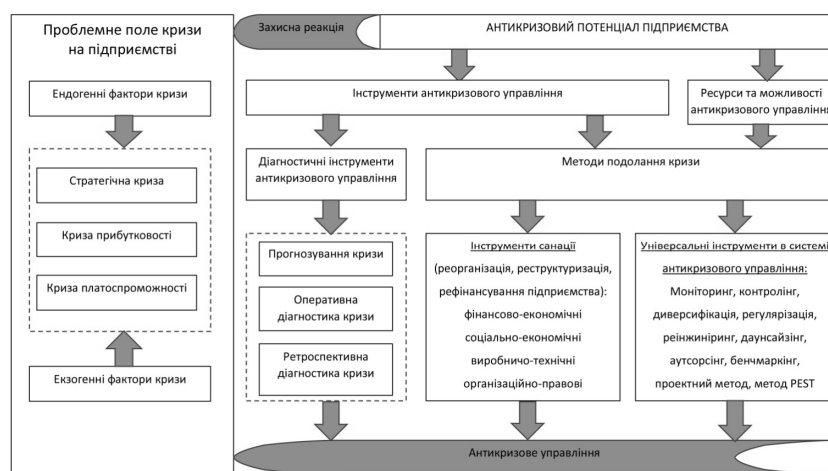 Проблемне поле кризи
на підприємстві
Ендогенні фактори кризи
Стратегічна криза
Криза прибутковості
Криза платоспроможності
Екзогенні фактори кризи
Захисна реакція
АНТИКРИЗОВИЙ ПОТЕНЦІАЛ ПІДПРИЄМСТВА
Інструменти антикризового управління
Ресурси та можливості
антикризового управління
Діагностичні інструменти
антикризового управління
Методи подолання кризи
Прогнозування кризи
Оперативна
діагностика кризи
Ретроспективна
діагностика кризи
Інструменти санації
(реорганізація, реструктуризація,
рефінансування підприємства):
фінансово-економічні
соціально-економічні
виробничо-технічні
організаційно-правові
Універсальні інструменти в системі
антикризового управління:
Моніторинг, контролінг,
диверсифікація, регулярізація,
реінжиніринг, даунсайзінг,
аутсорсінг, бенчмаркінг,
проектний метод, метод PEST
Антикризове управління